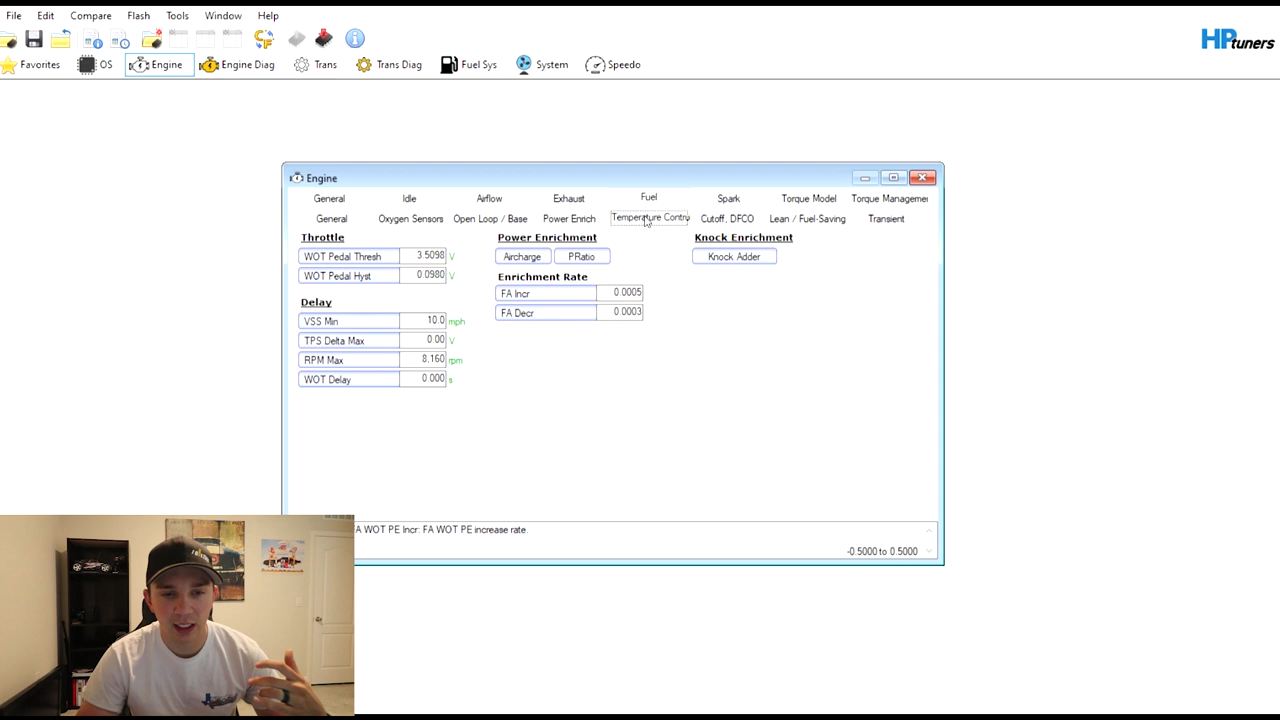 File Edit Compare Flash Tools Window Help
HPtuners
Favorites OS Engine Engine Diag Trans Trans Diag Fuel Sys System Speedo
Engine
General Idle Airflow Exhaust Fuel Spark Torque Model Torque Managemer
General Oxygen Sensors Open Loop / Base Power Enrich Temperature Contro Cutoff, DFCO Lean / Fuel-Saving Transient
Throttle Power Enrichment Knock Enrichment
WOT Pedal Thresh 3.5098 V Aircharge PRatio Knock Adder
WOT Pedal Hyst 0.0980 V Enrichment Rate
FA Incr 0.0005
Delay FA Decr 0.0003
VSS Min 10.0 mph
TPS Delta Max 0.00 V
RPM Max 8,160 rpm
WOT Delay 0.000 s
FA WOT PE Incr: FA WOT PE increase rate.
-0.5000 to 0.5000